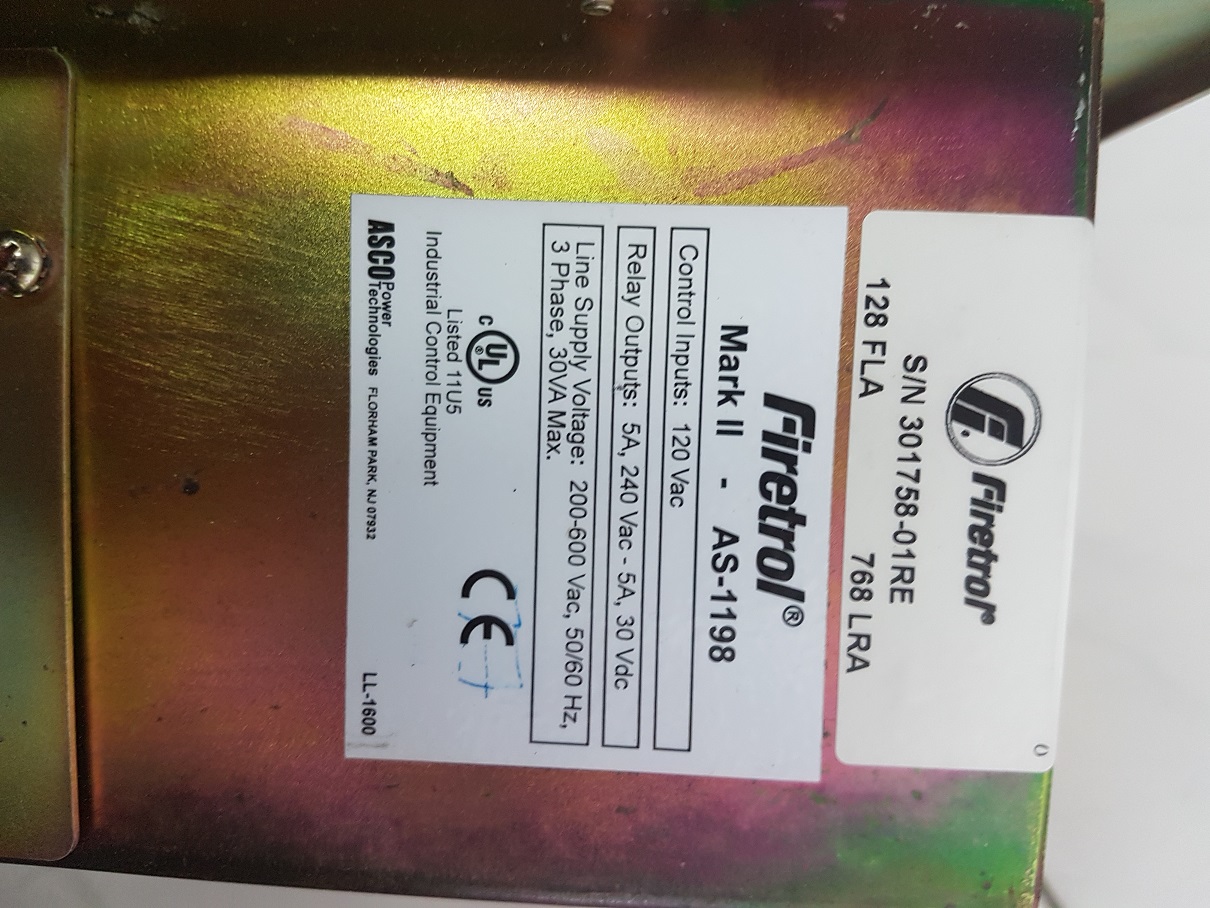 Firetrol
S/N 301758-01RE
128 FLA 768 LRA
Firetrol®
Mark II - AS-1198
Control Inputs: 120 Vac
Relay Outputs: 5A, 240 Vac - 5A, 30 Vdc
Line Supply Voltage: 200-600 Vac, 50/60 Hz,
3 Phase, 30VA Max.
C UL® US CE
Listed 11U5
Industrial Control Equipment
ASCO Power Technologies FLORHAM PARK, NJ 07932 LL-1600